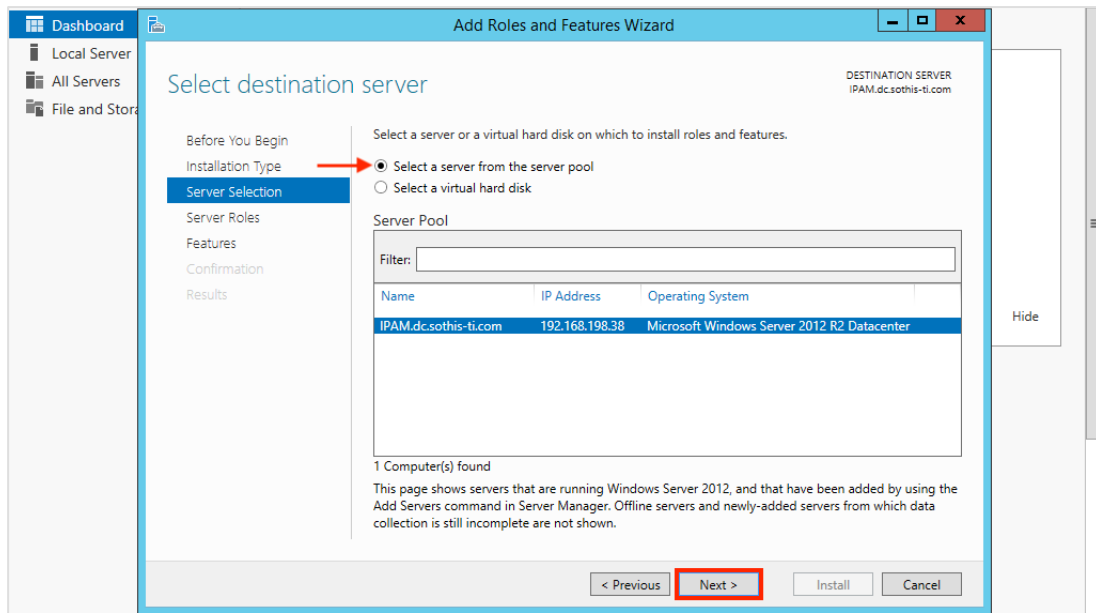 Dashboard
Add Roles and Features Wizard
Local Server
All Servers
File and Stora
Select destination server
DESTINATION SERVER
IPAM.dc.sothis-ti.com
Before You Begin
Installation Type
Server Selection
Server Roles
Features
Confirmation
Results
Select a server or a virtual hard disk on which to install roles and features.
Select a server from the server pool
Select a virtual hard disk
Server Pool
Filter:
Name IP Address Operating System
IPAM.dc.sothis-ti.com 192.168.198.38 Microsoft Windows Server 2012 R2 Datacenter
1 Computer(s) found
This page shows servers that are running Windows Server 2012, and that have been added by using the
Add Servers command in Server Manager. Offline servers and newly-added servers from which data
collection is still incomplete are not shown.
Hide
< Previous Next > Install Cancel